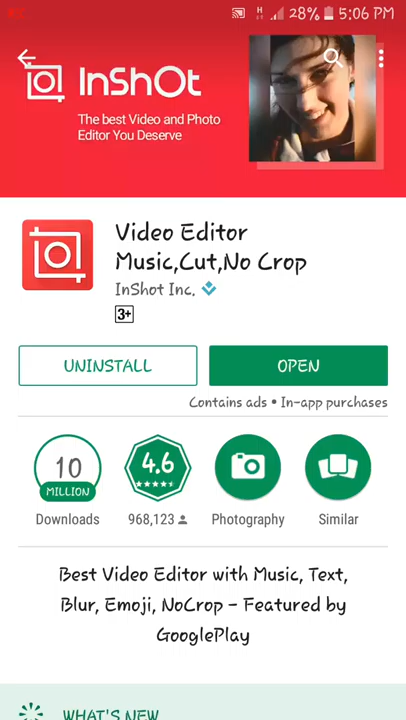 28% 5:06 PM
InShOt
The best Video and Photo
Editor You Deserve
Video Editor
Music,Cut,No Crop
InShot Inc.
3+
UNINSTALL
OPEN
Contains ads • In-app purchases
10
MILLION
4.6
Downloads
968,123
Photography
Similar
Best Video Editor with Music, Text,
Blur, Emoji, NoCrop – Featured by
GooglePlay
WHAT'S NEW